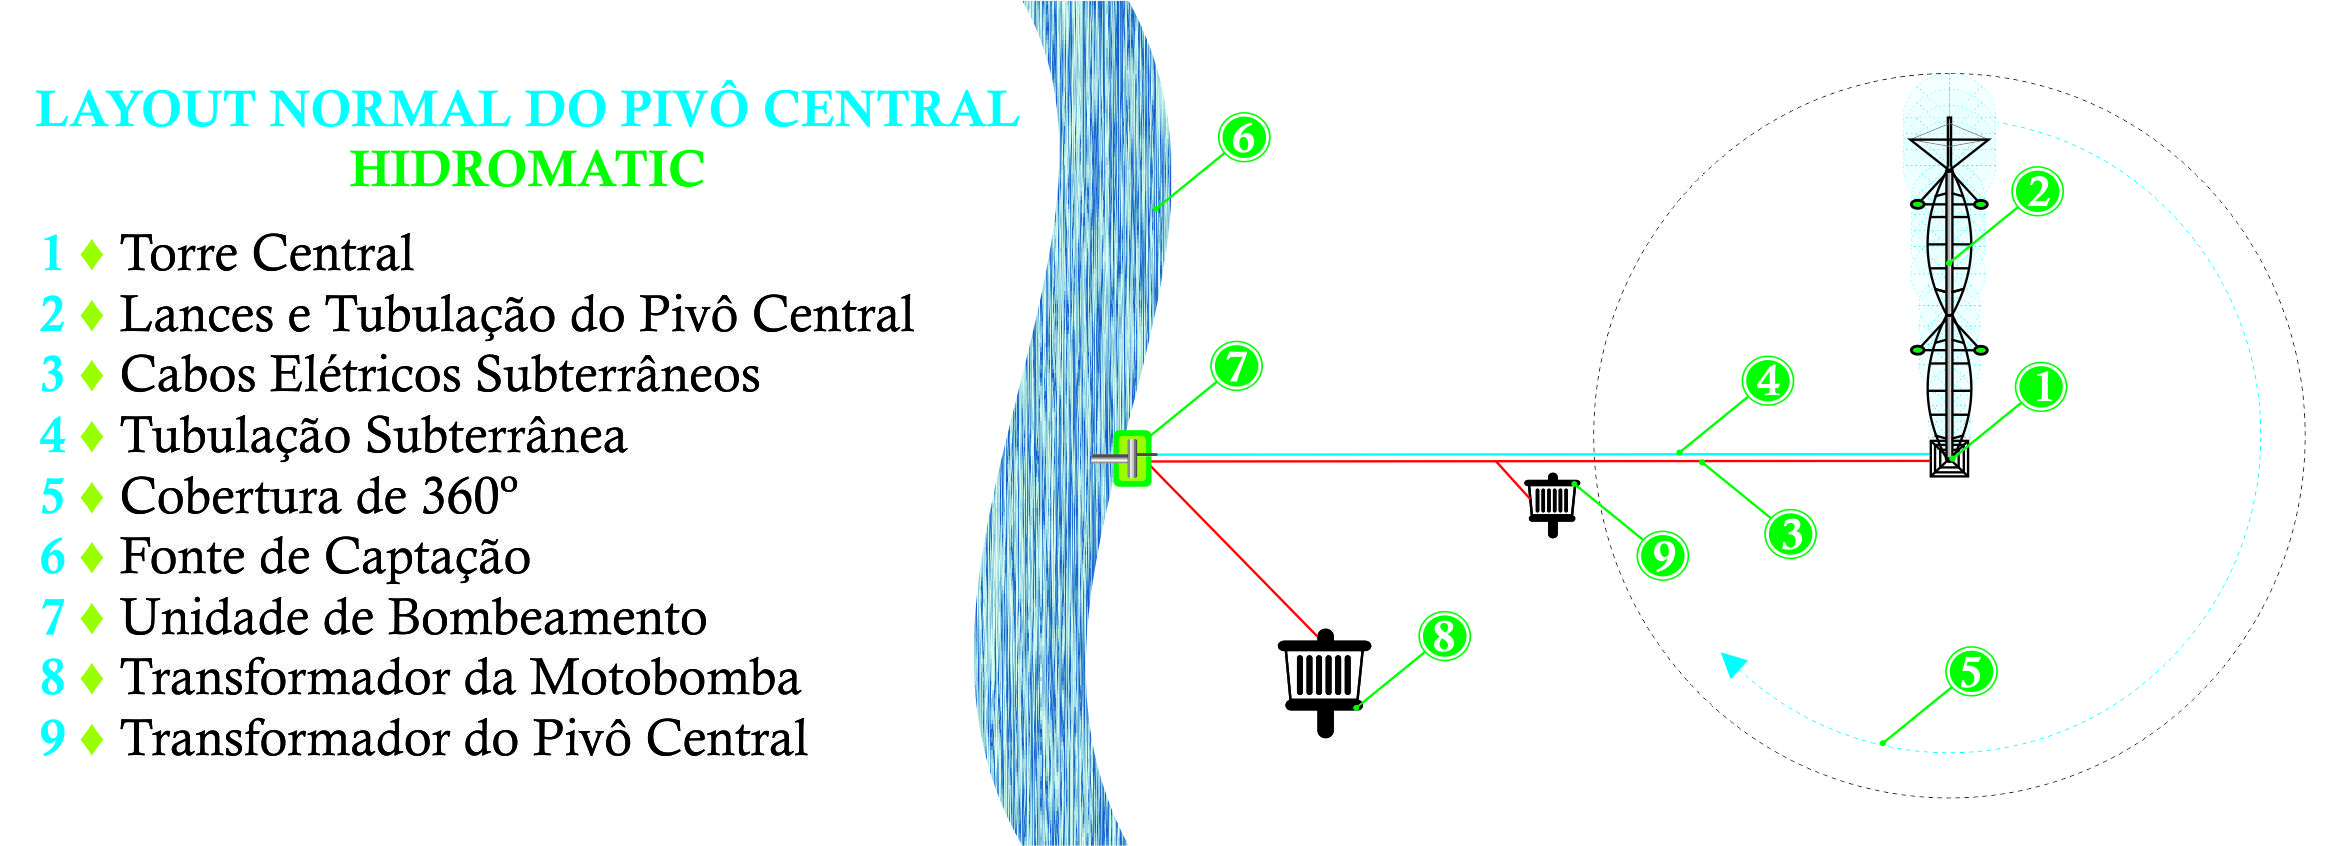 LAYOUT NORMAL DO PIVÔ CENTRAL
HIDROMATIC
1 ♦ Torre Central
2 ♦ Lances e Tubulação do Pivô Central
3 ♦ Cabos Elétricos Subterrâneos
4 ♦ Tubulação Subterrânea
5 ♦ Cobertura de 360º
6 ♦ Fonte de Captação
7 ♦ Unidade de Bombeamento
8 ♦ Transformador da Motobomba
9 ♦ Transformador do Pivô Central
6
2
7
4
1
3
9
8
5